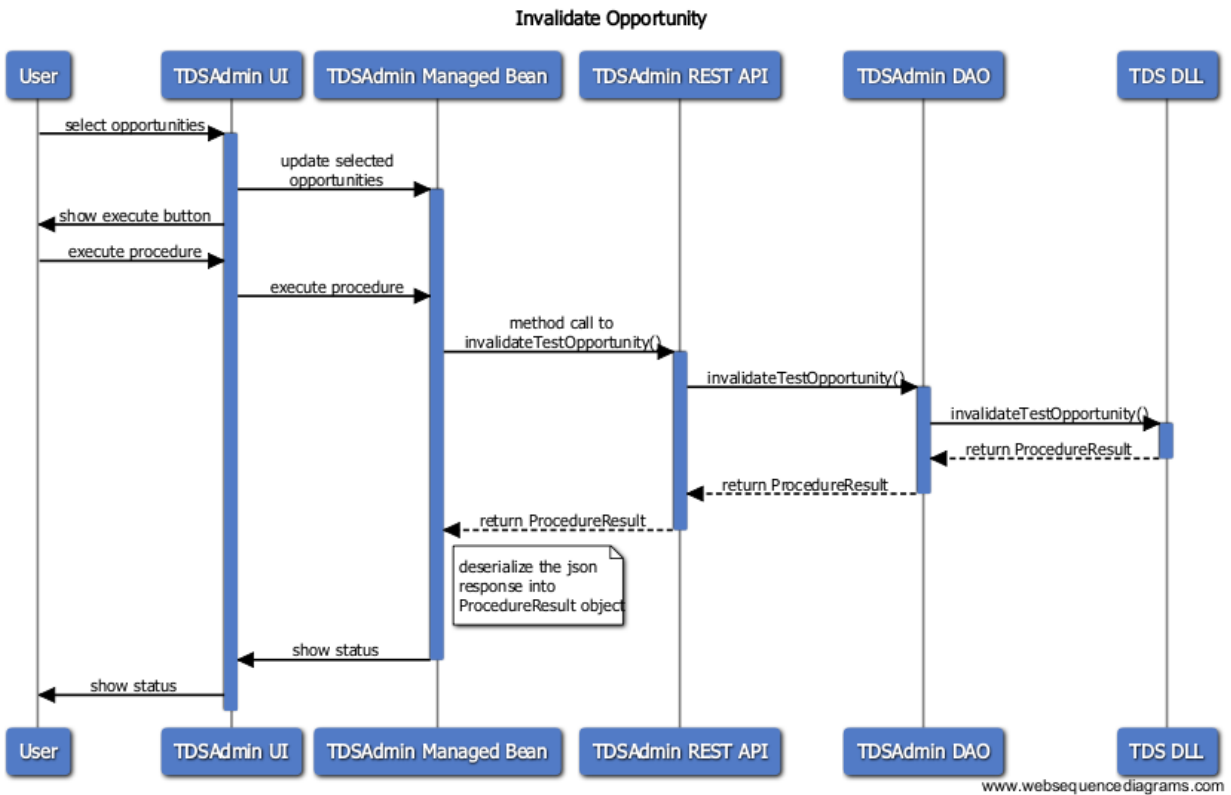 Invalidate Opportunity
User
TDSAdmin UI
TDSAdmin Managed Bean
TDSAdmin REST API
TDSAdmin DAO
TDS DLL
select opportunities
update selected
opportunities
show execute button
execute procedure
execute procedure
method call to
invalidateTestOpportunity()
invalidateTestOpportunity()
invalidateTestOpportunity()
return ProcedureResult
return ProcedureResult
return ProcedureResult
deserialize the json
response into
ProcedureResult object
show status
show status
User
TDSAdmin UI
TDSAdmin Managed Bean
TDSAdmin REST API
TDSAdmin DAO
TDS DLL
www.websequencediagrams.com